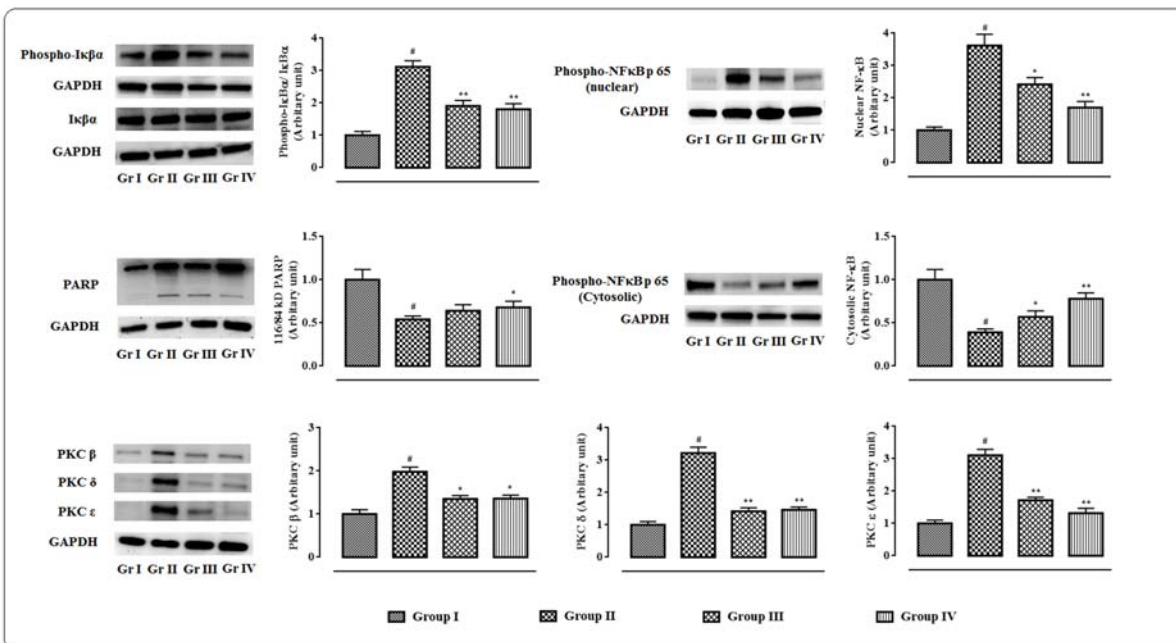 Phospho-Iκβα
GAPDH
Iκβα
GAPDH
Gr I Gr II Gr III Gr IV
Phospho-IκBα/ IκBα
(Arbitary unit)
4
3
2
1
0
#
**
**
Phospho-NFκBp 65
(nuclear)
GAPDH
Gr I Gr II Gr III Gr IV
Nuclear NF-κB
(Arbitary unit)
4
3
2
1
0
#
*
**
PARP
GAPDH
Gr I Gr II Gr III Gr IV
116/84 kD PARP
(Arbitary unit)
1.5
1.0
0.5
0.0
#
*
Phospho-NFκBp 65
(Cytosolic)
GAPDH
Gr I Gr II Gr III Gr IV
Cytosolic NF-κB
(Arbitary unit)
1.5
1.0
0.5
0.0
#
*
**
PKC β
PKC δ
PKC ε
GAPDH
Gr I Gr II Gr III Gr IV
PKC β (Arbitary unit)
3
2
1
0
#
*
*
PKC δ (Arbitary unit)
4
3
2
1
0
#
**
**
PKC ε (Arbitary unit)
4
3
2
1
0
#
**
**
Group I Group II Group III Group IV